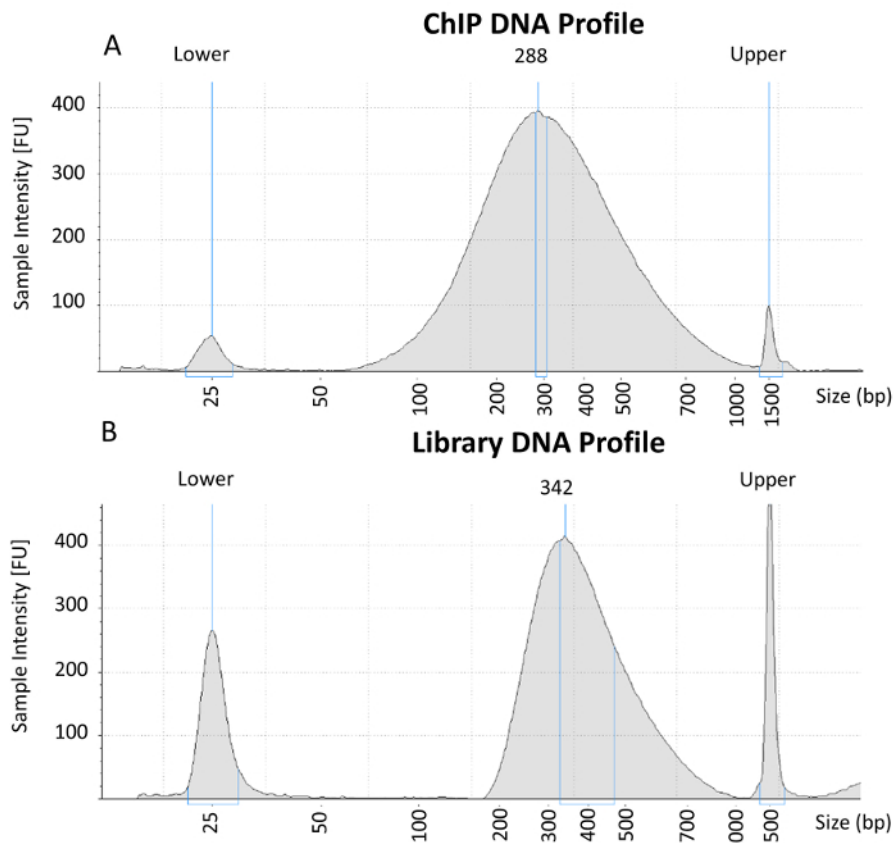 ChIP DNA Profile
A
Lower
288
Upper
Sample Intensity [FU]
400
300
200
100
25
50
100
200
300
400
500
700
1000
1500
Size (bp)
B
Library DNA Profile
Lower
342
Upper
Sample Intensity [FU]
400
300
200
100
25
50
100
200
300
400
500
700
000
500
Size (bp)